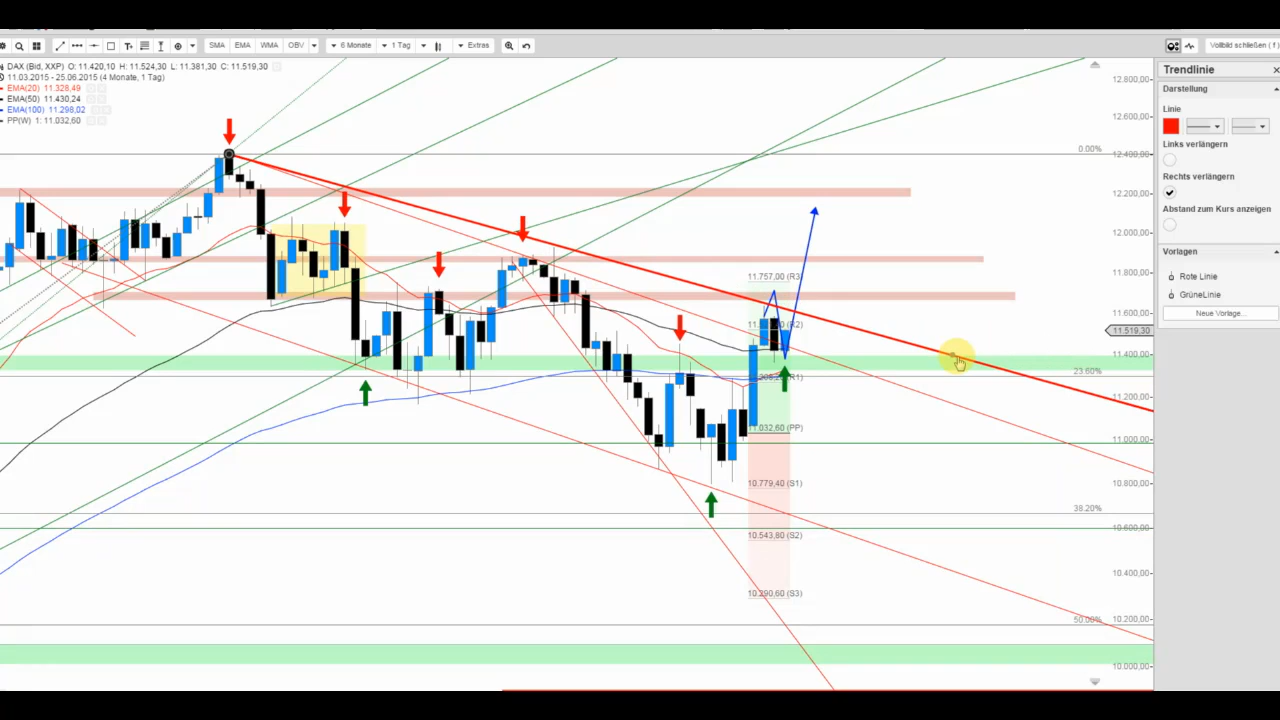 SMA EMA WMA OBV 6 Monate 1 Tag Extras Vollbild schließen ( f )
DAX (Bid, XXP) O: 11.420,10 H: 11.524,30 L: 11.381,30 C: 11.519,30
11.03.2015 - 25.06.2015 (4 Monate, 1 Tag)
EMA(20) 11.328,49
EMA(50) 11.430,24
EMA(100) 11.298,02
PP(W) 1: 11.032,60
12.800,00
12.600,00
0.00%
12.400,00
12.200,00
12.000,00
11.800,00
11.757,00 (R3)
11.600,00
(R2)
11.519,30
11.400,00
23.60%
(R1)
11.200,00
11.032,60 (PP)
11.000,00
10.779,40 (S1)
10.800,00
38.20%
10.600,00
10.543,80 (S2)
10.400,00
10.290,60 (S3)
10.200,00
50.00%
10.000,00
Trendlinie
Darstellung
Linie
Links verlängern
Rechts verlängern
Abstand zum Kurs anzeigen
Vorlagen
Rote Linie
GrüneLinie
Neue Vorlage...